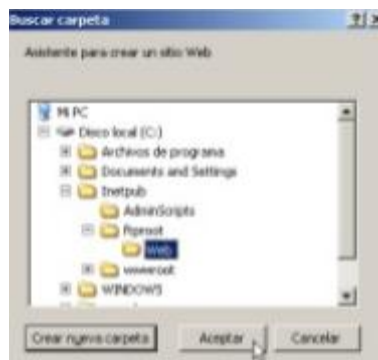 Buscar carpeta
Asistente para crear un sitio Web
Mi PC
Disco local (C:)
Archivos de programa
Documents and Settings
Inetpub
AdminScripts
ftproot
web
wwwroot
WINDOWS
Crear nueva carpeta
Aceptar
Cancelar